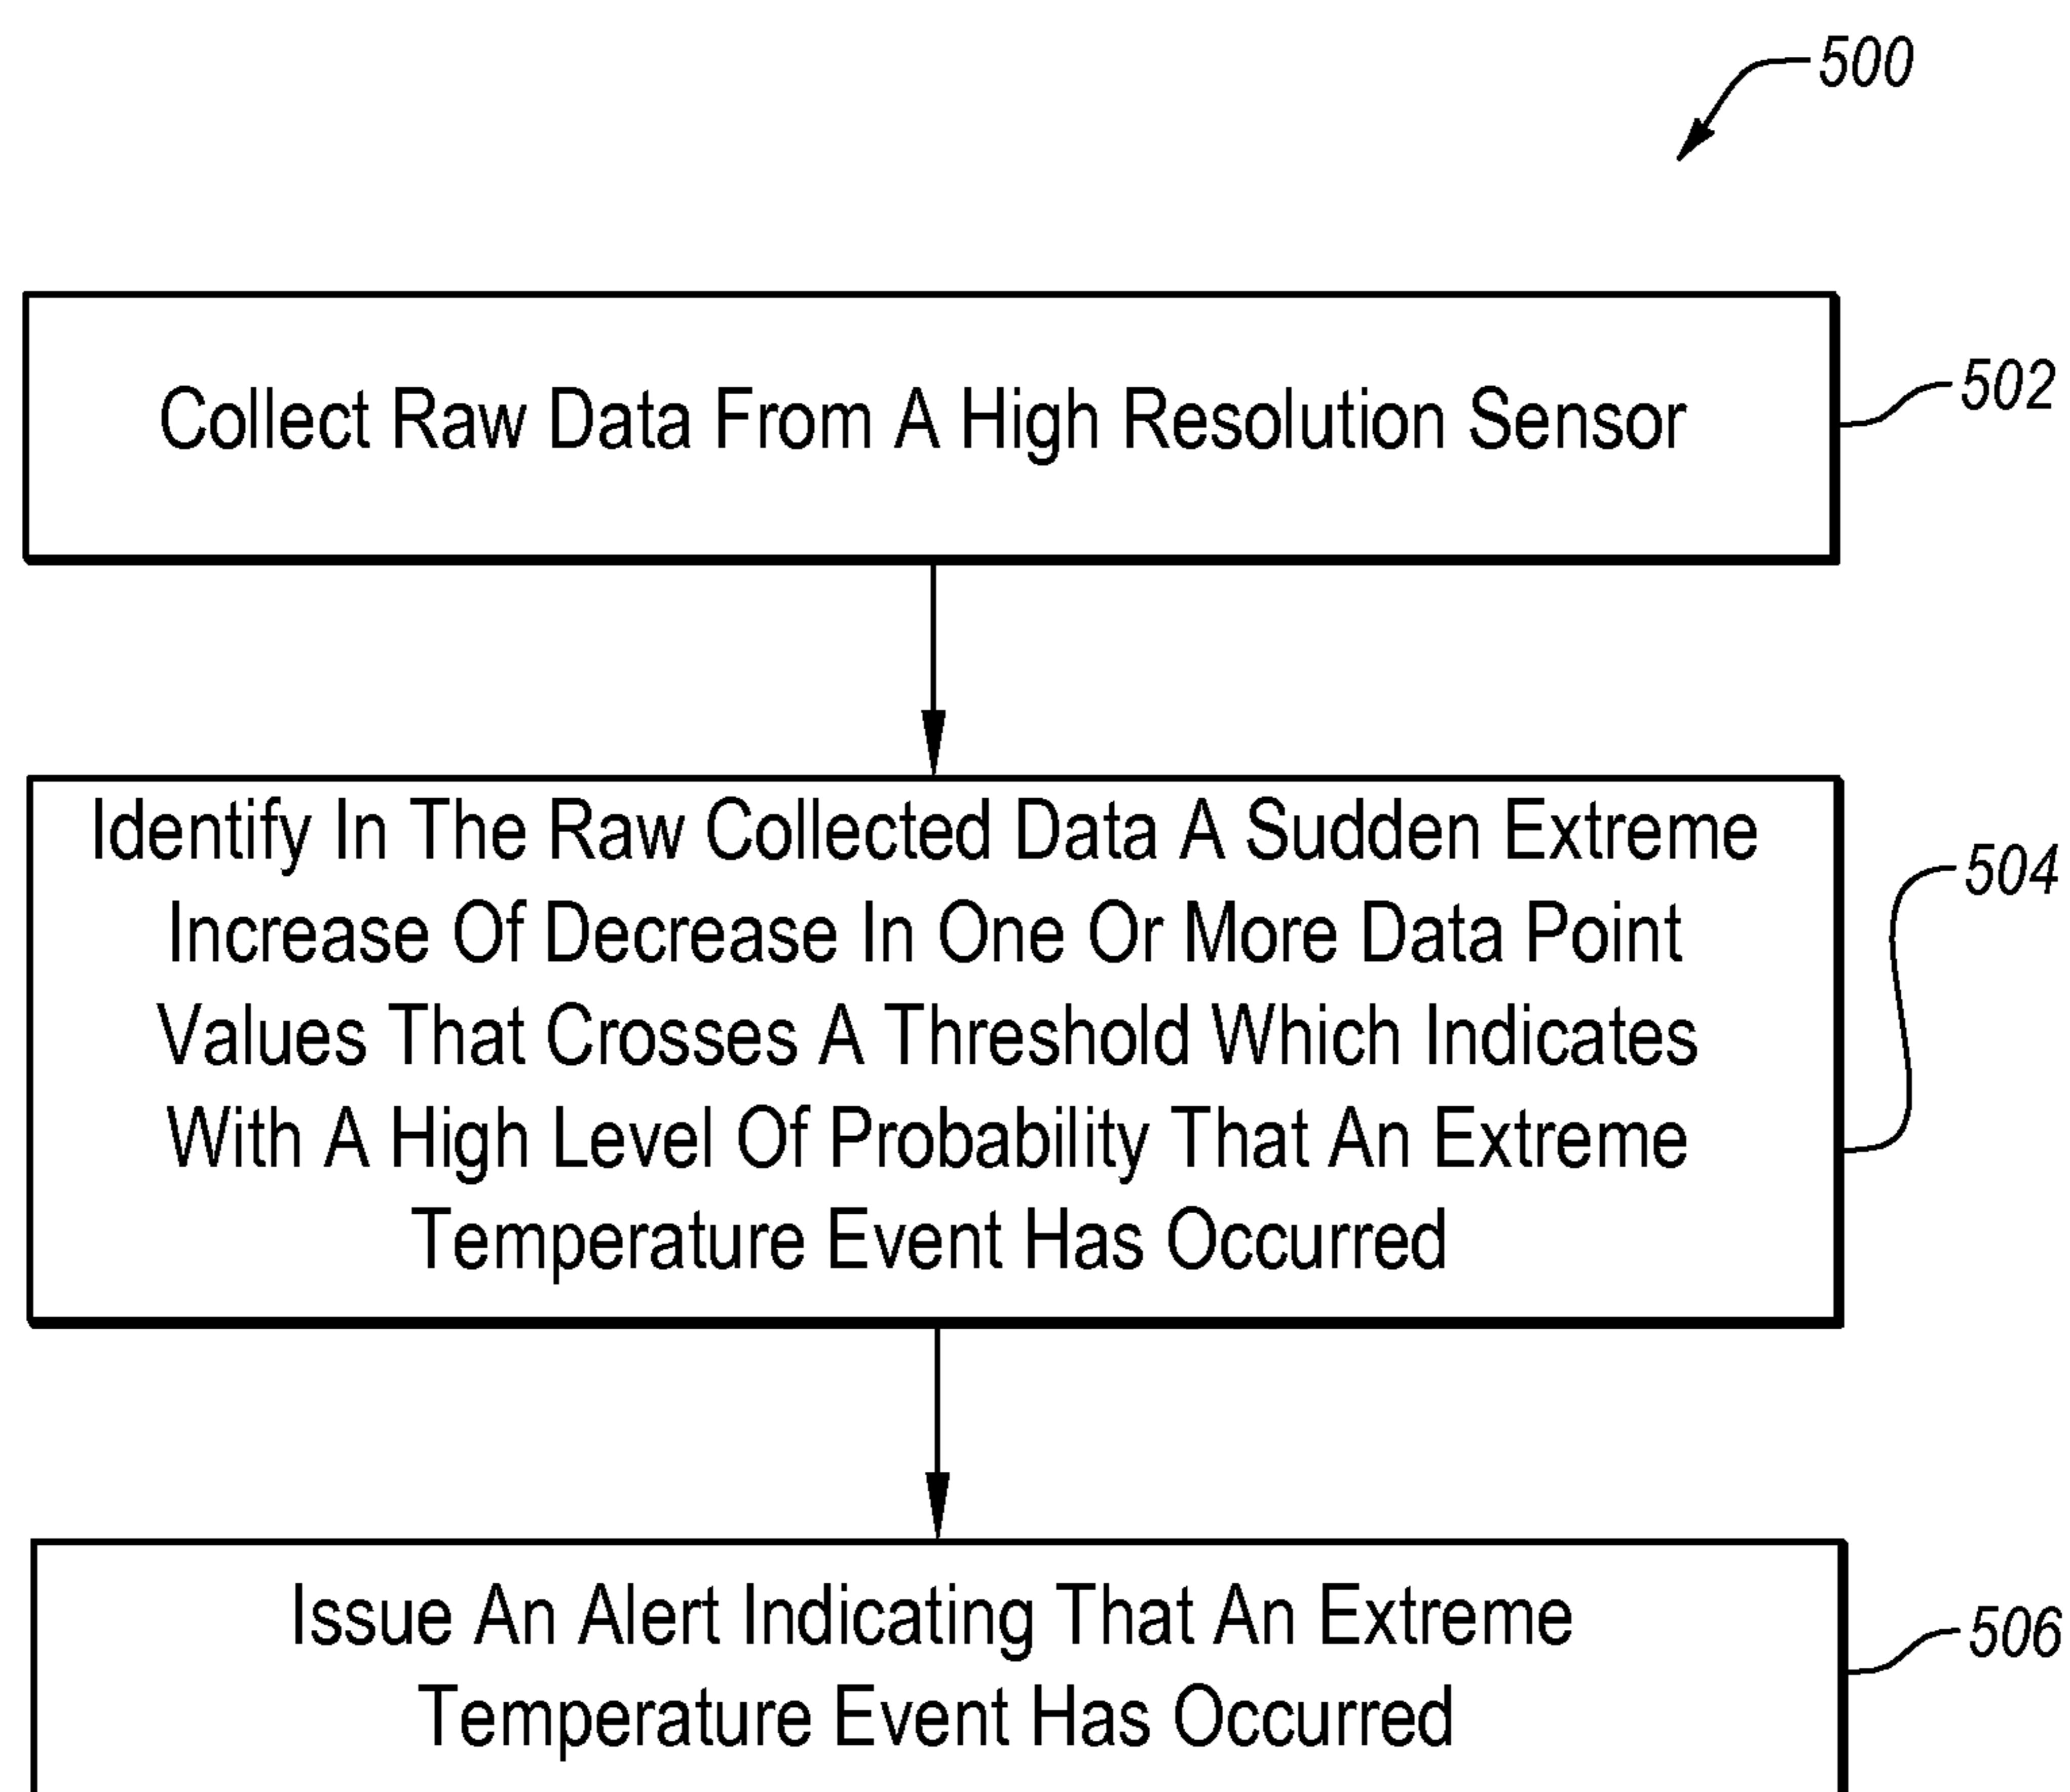 500
Collect Raw Data From A High Resolution Sensor
502
Identify In The Raw Collected Data A Sudden Extreme
Increase Of Decrease In One Or More Data Point
Values That Crosses A Threshold Which Indicates
With A High Level Of Probability That An Extreme
Temperature Event Has Occurred
504
Issue An Alert Indicating That An Extreme
Temperature Event Has Occurred
506